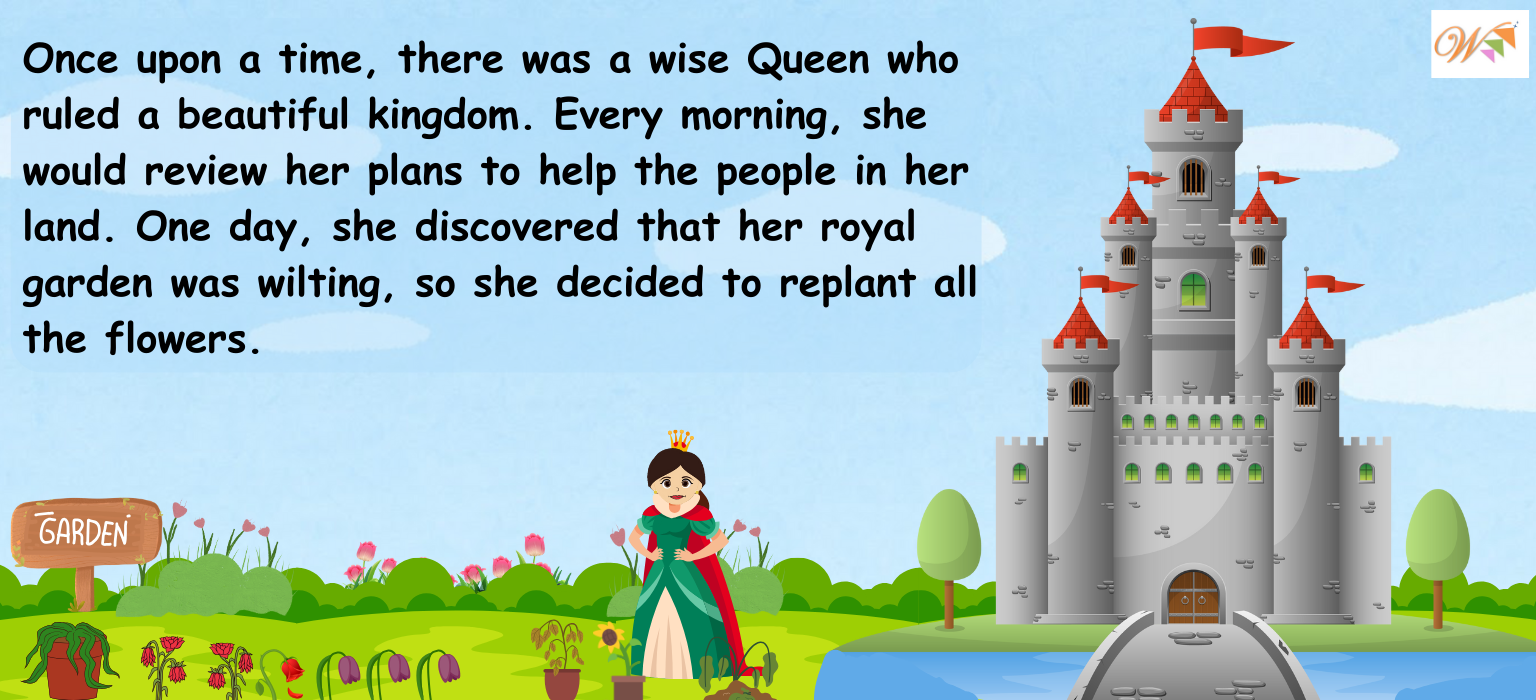 Once upon a time, there was a wise Queen who
ruled a beautiful kingdom. Every morning, she
would review her plans to help the people in her
land. One day, she discovered that her royal
garden was wilting, so she decided to replant all
the flowers.
W
GARDEN